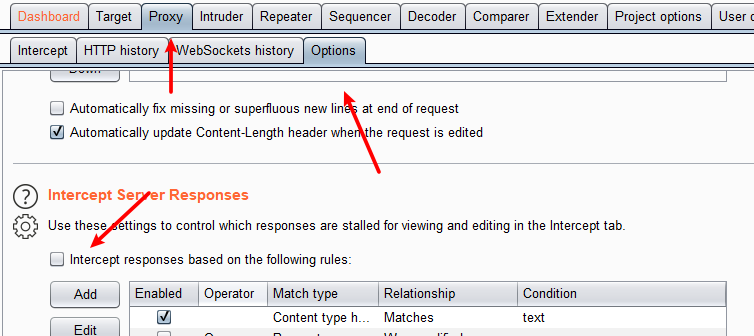 Dashboard Target Proxy Intruder Repeater Sequencer Decoder Comparer Extender Project options User
Intercept HTTP history WebSockets history Options
Down
Automatically fix missing or superfluous new lines at end of request
Automatically update Content-Length header when the request is edited
? Intercept Server Responses
Use these settings to control which responses are stalled for viewing and editing in the Intercept tab.
Intercept responses based on the following rules:
Add Enabled Operator Match type Relationship Condition
Content type h... Matches text
Edit